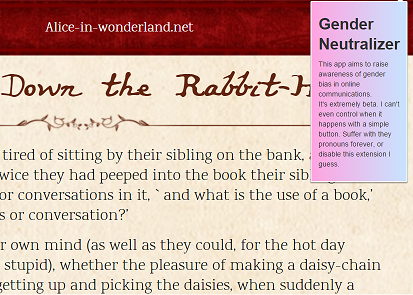 Alice-in-wonderland.net
Down the Rabbit-H
tired of sitting by their sibling on the bank,
wice they had peeped into the book their sib
or conversations in it, ` and what is the use of a book,'
s or conversation?'
r own mind (as well as they could, for the hot day
stupid), whether the pleasure of making a daisy-chain
getting up and picking the daisies, when suddenly a
Gender
Neutralizer
This app aims to raise
awareness of gender
bias in online
communications.
It's extremely beta. I can't
even control when it
happens with a simple
button. Suffer with they
pronouns forever, or
disable this extension I
guess.